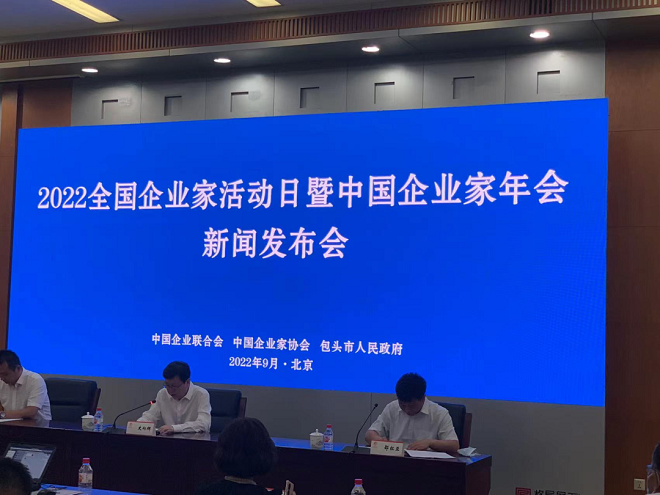 2022全国企业家活动日暨中国企业家年会
新闻发布会
中国企业联合会 中国企业家协会 包头市人民政府
2022年9月·北京